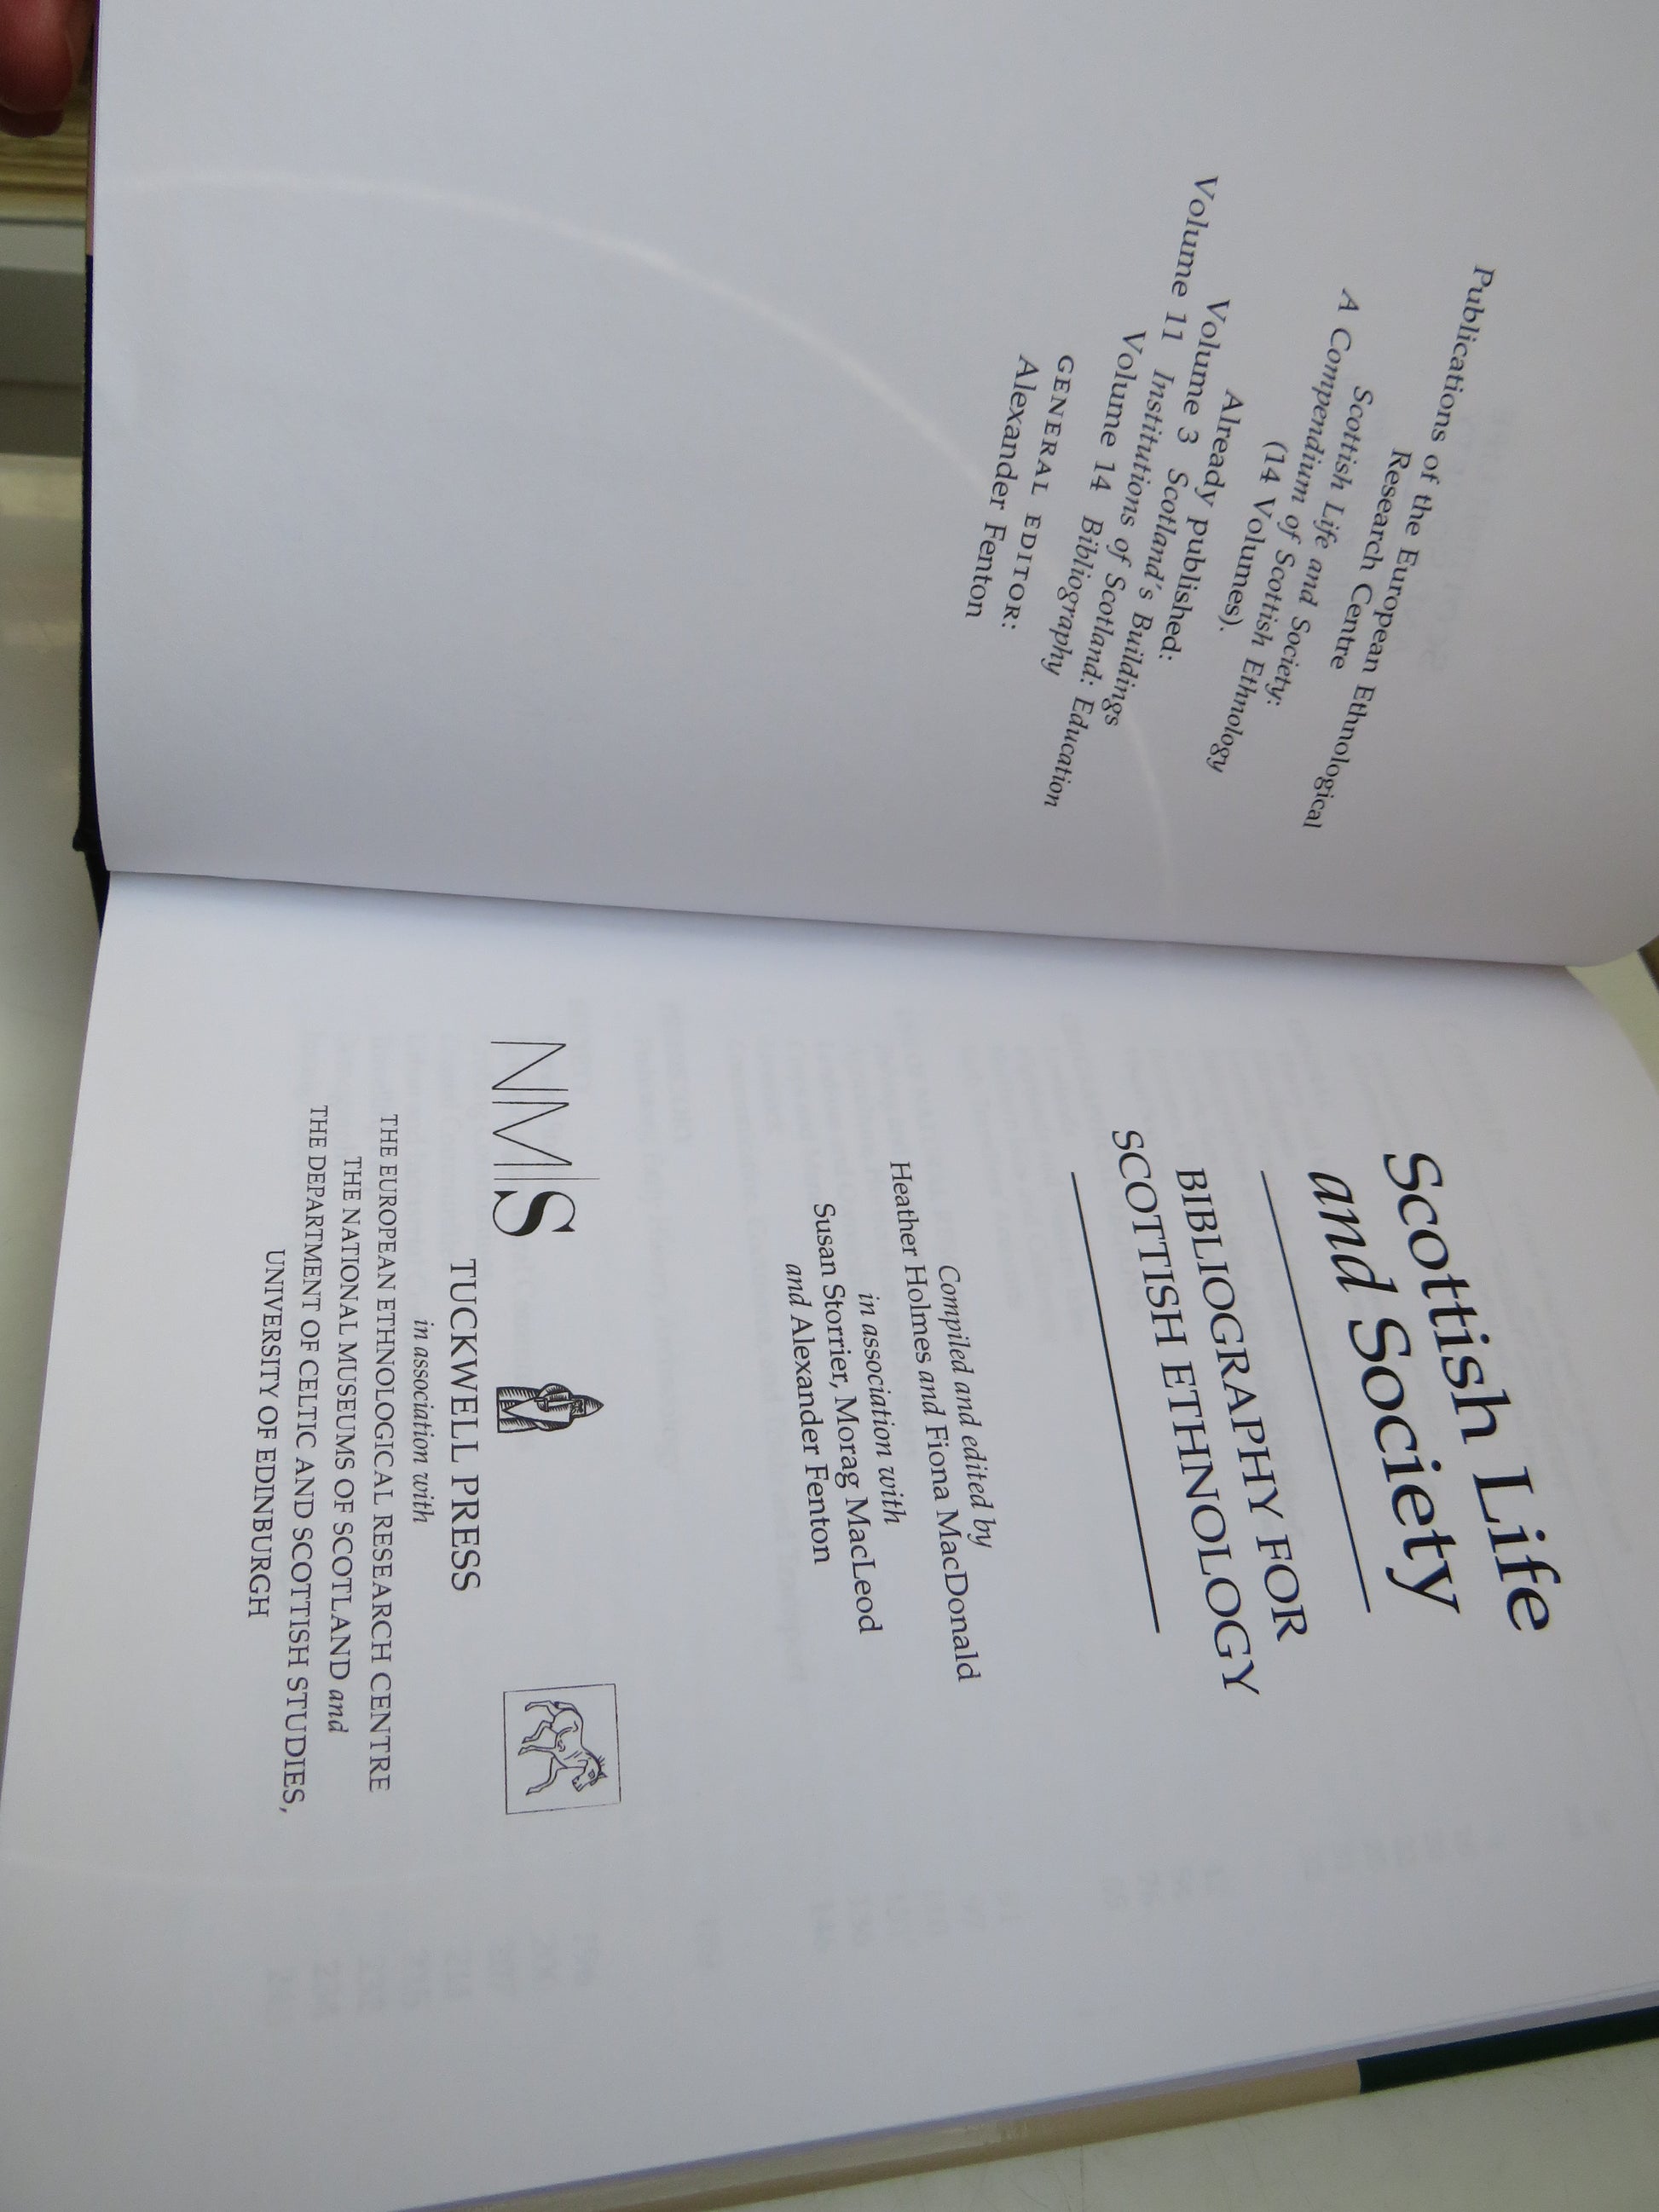 Publications of the European Ethnological
Research Centre
Scottish Life and Society:
A Compendium of Scottish Ethnology
(14 Volumes).
Already published:
Volume 3 Scotland's Buildings
Volume 11 Institutions of Scotland: Education
Volume 14 Bibliography
GENERAL EDITOR:
Alexander Fenton
Scottish Life
and Society
BIBLIOGRAPHY FOR
SCOTTISH ETHNOLOGY
Compiled and edited by
Heather Holmes and Fiona MacDonald
in association with
Susan Storrier, Morag MacLeod
and Alexander Fenton
NMS
TUCKWELL PRESS
in association with
THE EUROPEAN ETHNOLOGICAL RESEARCH CENTRE
THE NATIONAL MUSEUMS OF SCOTLAND and
THE DEPARTMENT OF CELTIC AND SCOTTISH STUDIES,
UNIVERSITY OF EDINBURGH